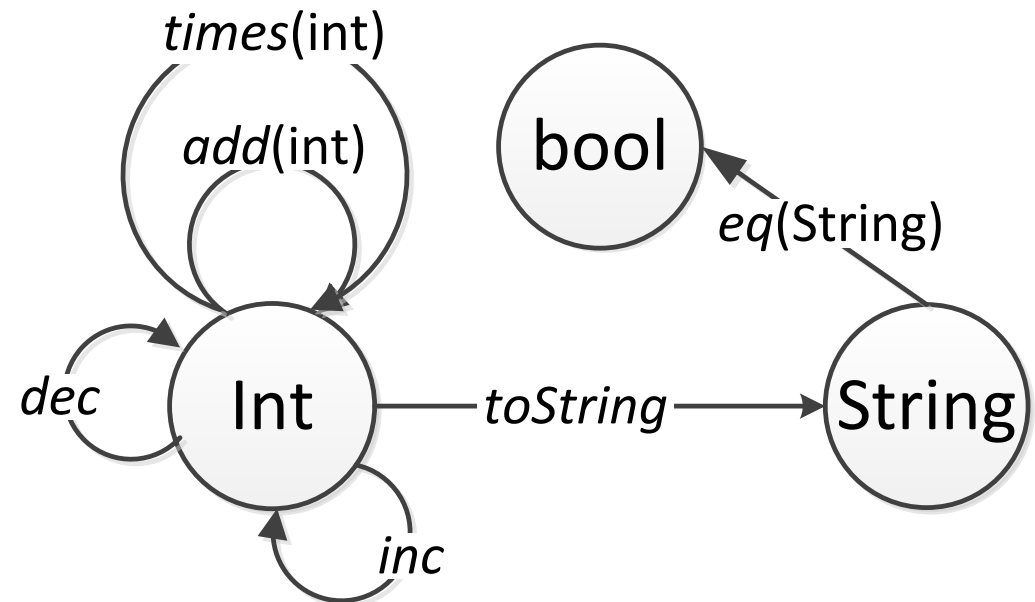 times(int)
add(int)
bool
eq(String)
dec
Int
toString
String
inc